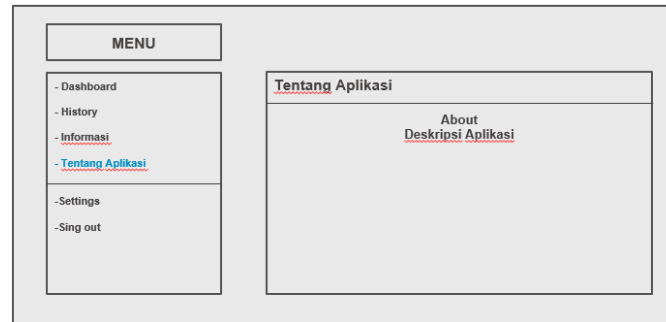 MENU
- Dashboard
- History
- Informasi
- Tentang Aplikasi
-Settings
-Sing out
Tentang Aplikasi
About
Deskripsi Aplikasi